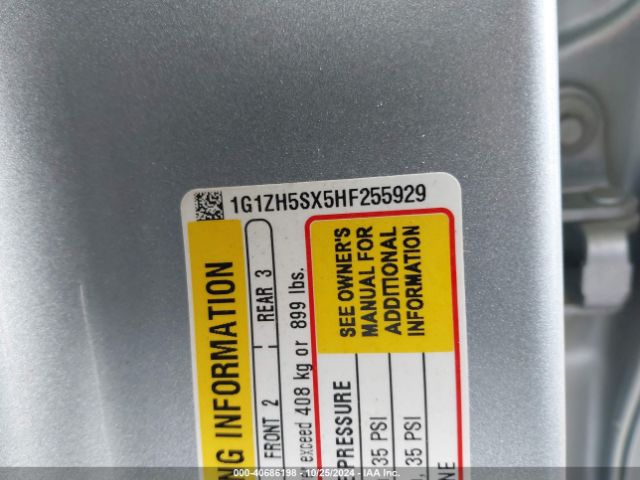 1G1ZH5SX5HF255929
NG INFORMATION
FRONT 2 REAR 3
exceed 408 kg or 899 lbs.
SEE OWNER'S
MANUAL FOR
ADDITIONAL
INFORMATION
PRESSURE
35 PSI
35 PSI
NE
000-40686198 - 10/25/2024 - IAA Inc.